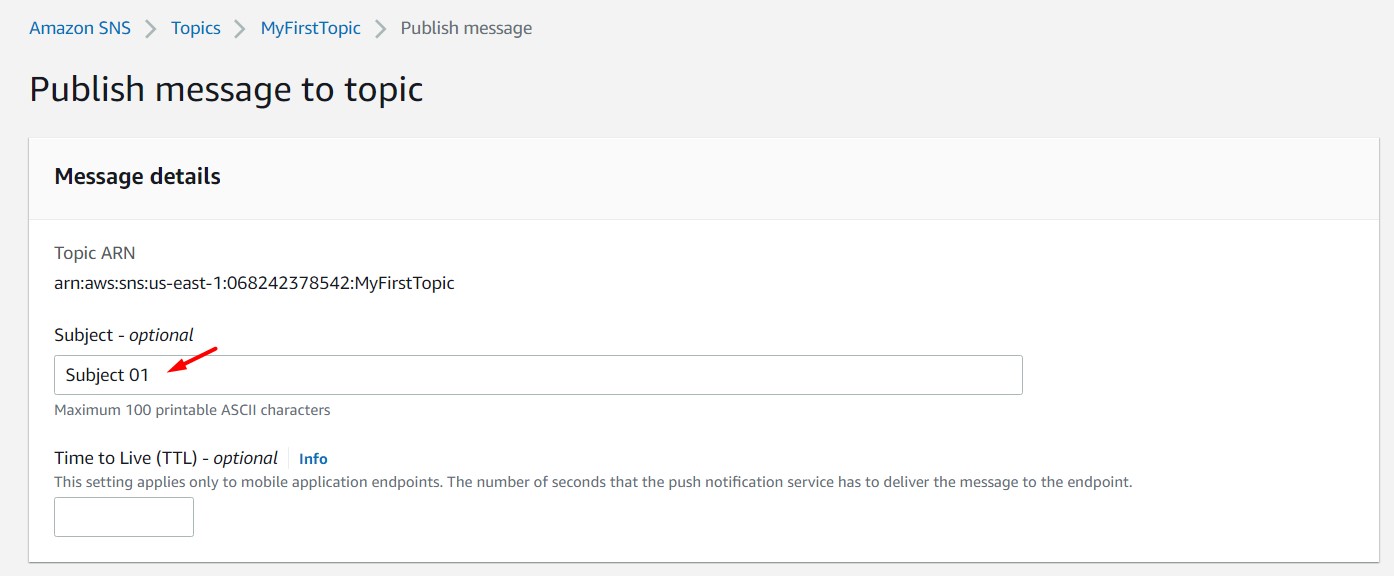 Amazon SNS > Topics > MyFirstTopic > Publish message
Publish message to topic
Message details
Topic ARN
arn:aws:sns:us-east-1:068242378542:MyFirstTopic
Subject - optional
Subject 01
Maximum 100 printable ASCII characters
Time to Live (TTL) - optional Info
This setting applies only to mobile application endpoints. The number of seconds that the push notification service has to deliver the message to the endpoint.